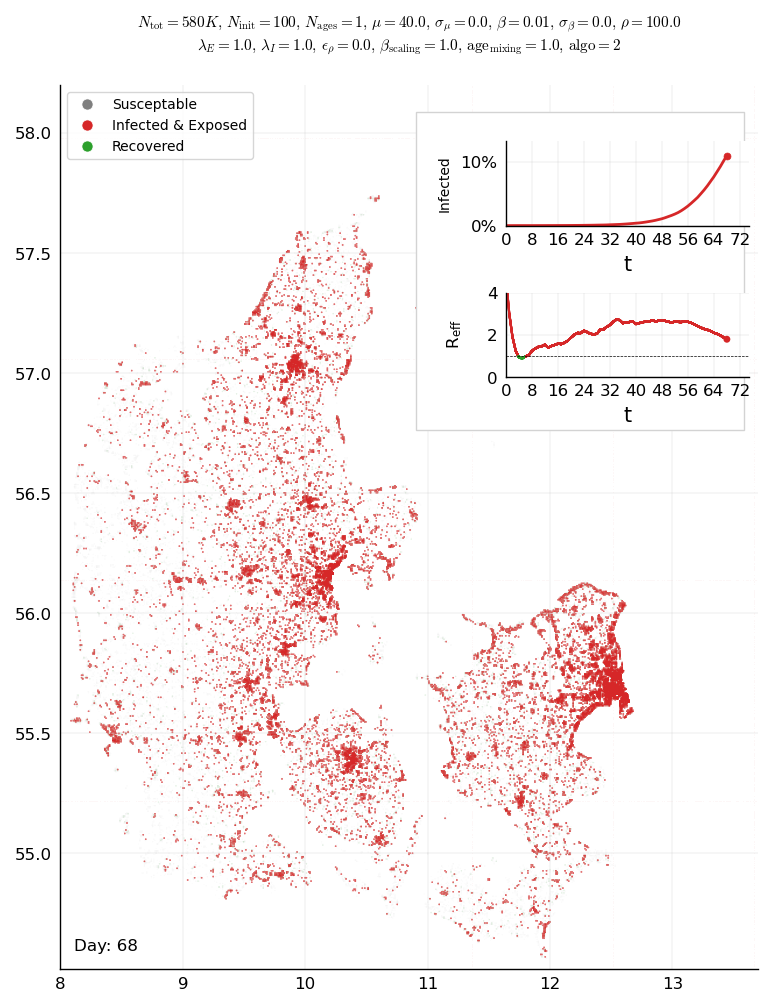 N_tot = 580K, N_init = 100, N_ages = 1, μ = 40.0, σ_μ = 0.0, β = 0.01, σ_β = 0.0, ρ = 100.0
λ_E = 1.0, λ_I = 1.0, ϵ_ρ = 0.0, β_scaling = 1.0, age_mixing = 1.0, algo = 2
Susceptable
Infected & Exposed
Recovered
58.0
57.5
57.0
56.5
56.0
55.5
55.0
Infected
10%
0%
0 8 16 24 32 40 48 56 64 72
t
R_eff
4
2
0
0 8 16 24 32 40 48 56 64 72
t
Day: 68
8 9 10 11 12 13